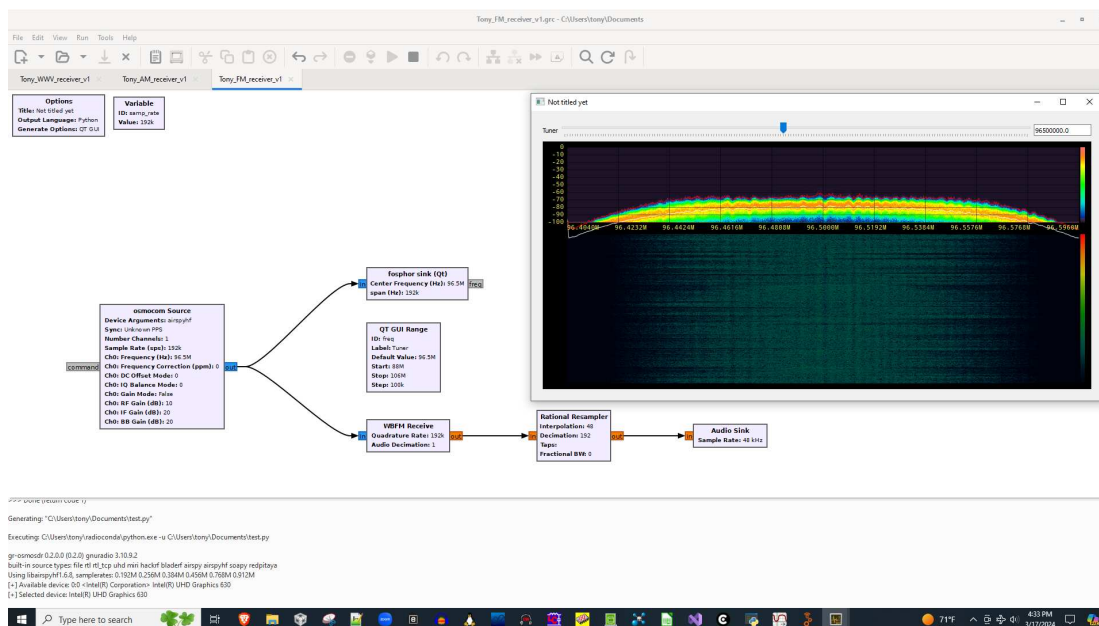 Tony_FM_receiver_v1.grc - C:\Users\tony\Documents
File Edit View Run Tools Help
Tony_WWV_receiver_v1 × Tony_AM_receiver_v1 × Tony_FM_receiver_v1 ×
Options
Title: Not titled yet
Output Language: Python
Generate Options: QT GUI
Variable
ID: samp_rate
Value: 192k
Not titled yet
Tuner
96500000.0
0
-10
-20
-30
-40
-50
-60
-70
-80
-90
-100
96.4040M 96.4232M 96.4424M 96.4616M 96.4808M 96.5000M 96.5192M 96.5384M 96.5576M 96.5768M 96.5960M
fosphor sink (Qt)
in
Center Frequency (Hz): 96.5M
span (Hz): 192k
freq
osmocom Source
Device Arguments: airspyhf
Sync: Unknown PPS
Number Channels: 1
Sample Rate (sps): 192k
Ch0: Frequency (Hz): 96.5M
Ch0: Frequency Correction (ppm): 0
Ch0: DC Offset Mode: 0
Ch0: IQ Balance Mode: 0
Ch0: Gain Mode: False
Ch0: RF Gain (dB): 10
Ch0: IF Gain (dB): 20
Ch0: BB Gain (dB): 20
command
out
QT GUI Range
ID: freq
Label: Tuner
Default Value: 96.5M
Start: 88M
Stop: 106M
Step: 100k
WBFM Receive
in
Quadrature Rate: 192k
Audio Decimation: 1
out
Rational Resampler
Interpolation: 48
in
Decimation: 192
Taps:
Fractional BW: 0
out
Audio Sink
in
Sample Rate: 48 kHz
>>> Done (return code 1)
Generating: "C:\Users\tony\Documents\test.py"
Executing: C:\Users\tony\radioconda\python.exe -u C:\Users\tony\Documents\test.py
gr-osmosdr 0.2.0.0 (0.2.0) gnuradio 3.10.9.2
built-in source types: file rtl rtl_tcp uhd miri hackrf bladerf airspy airspyhf soapy redpitaya
Using libairspyhf1.6.8, samplerates: 0.192M 0.256M 0.384M 0.456M 0.768M 0.912M
[+] Available device: 0:0 <Intel(R) Corporation> Intel(R) UHD Graphics 630
[+] Selected device: Intel(R) UHD Graphics 630
Type here to search
71°F
4:33 PM
3/17/2024